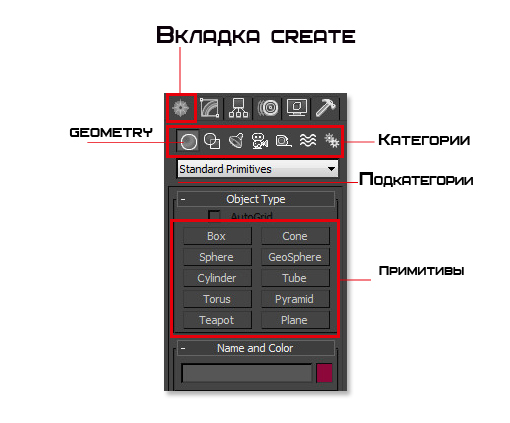 Вкладка create
GEOMETRY
Категории
Standard Primitives
Подкатегории
- Object Type
AutoGrid
Box Cone
Sphere GeoSphere
Примитивы
Cylinder Tube
Torus Pyramid
Teapot Plane
- Name and Color